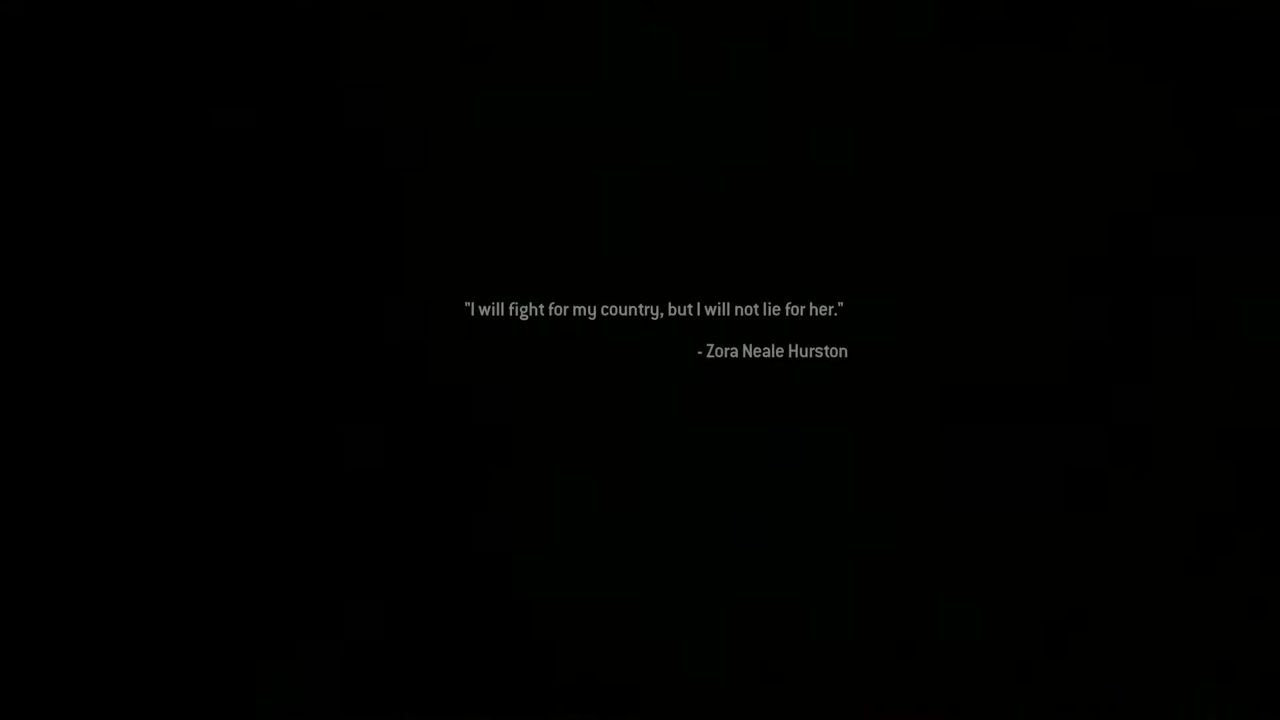 "I will fight for my country, but I will not lie for her."
- Zora Neale Hurston